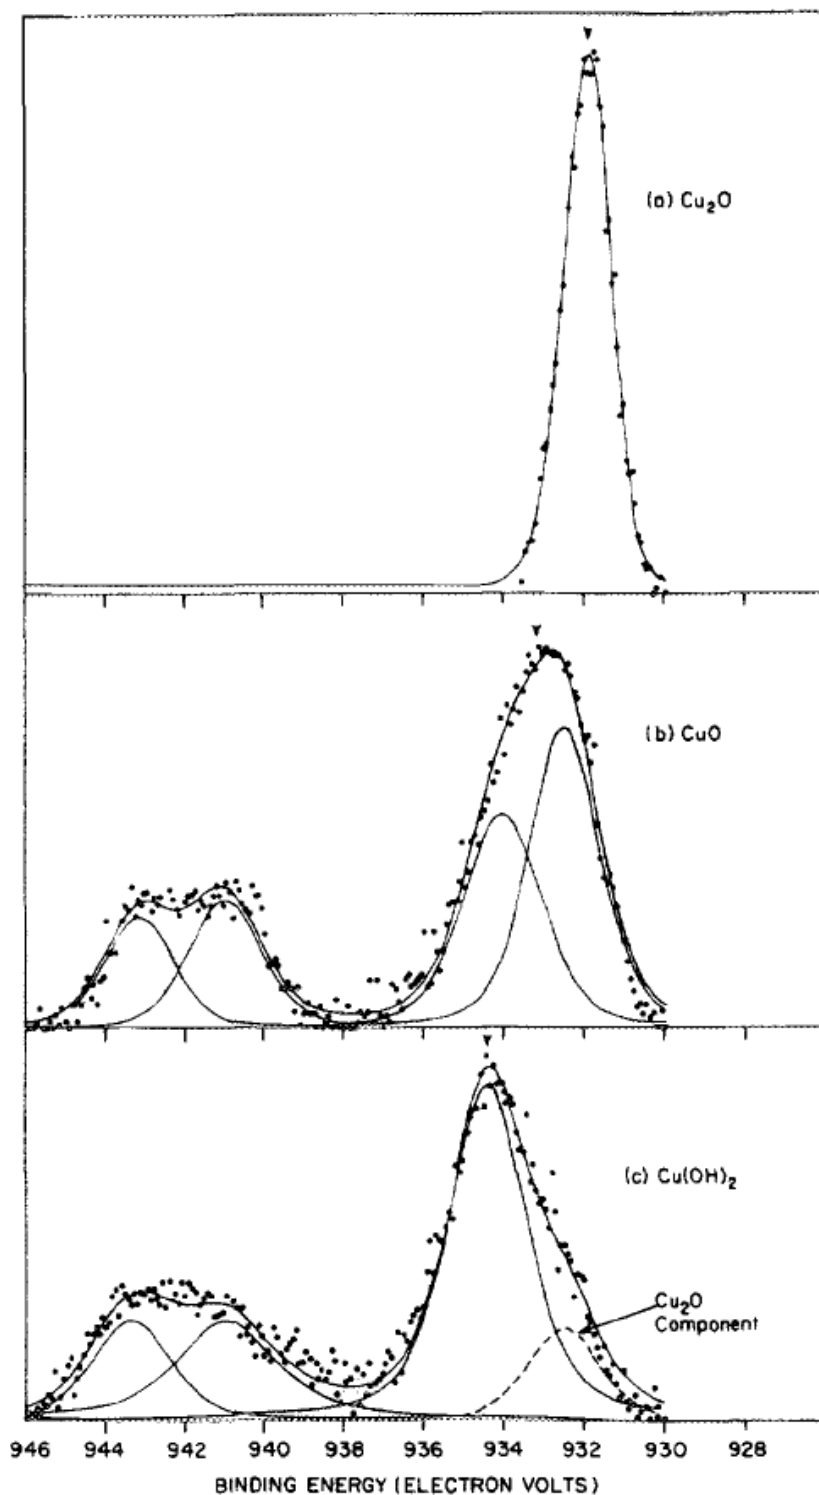 (a) Cu₂O
(b) CuO
(c) Cu(OH)₂
Cu₂O
Component
946 944 942 940 938 936 934 932 930 928
BINDING ENERGY (ELECTRON VOLTS)